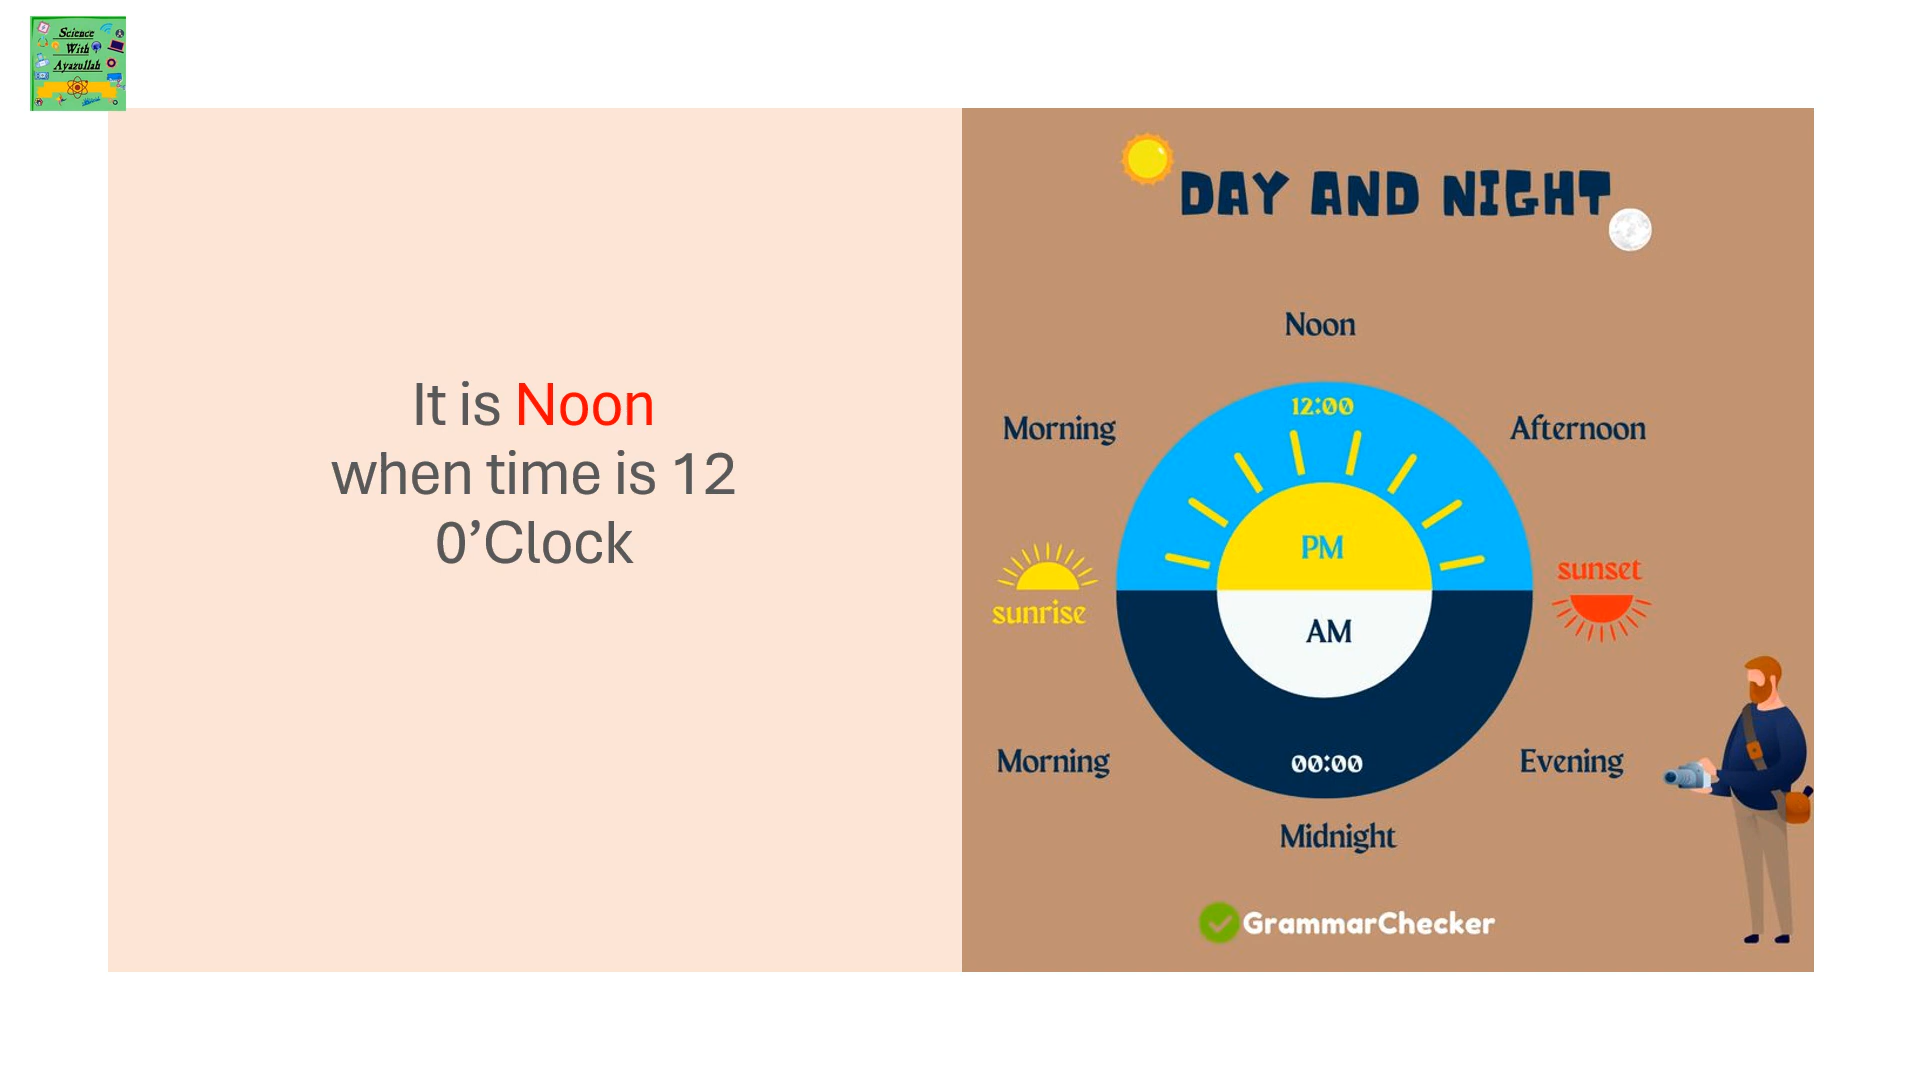 Science
With
Ayazullah
It is Noon
when time is 12
0’Clock
DAY AND NIGHT
Noon
12:00
Morning
Afternoon
PM
sunset
sunrise
AM
Morning
00:00
Evening
Midnight
GrammarChecker